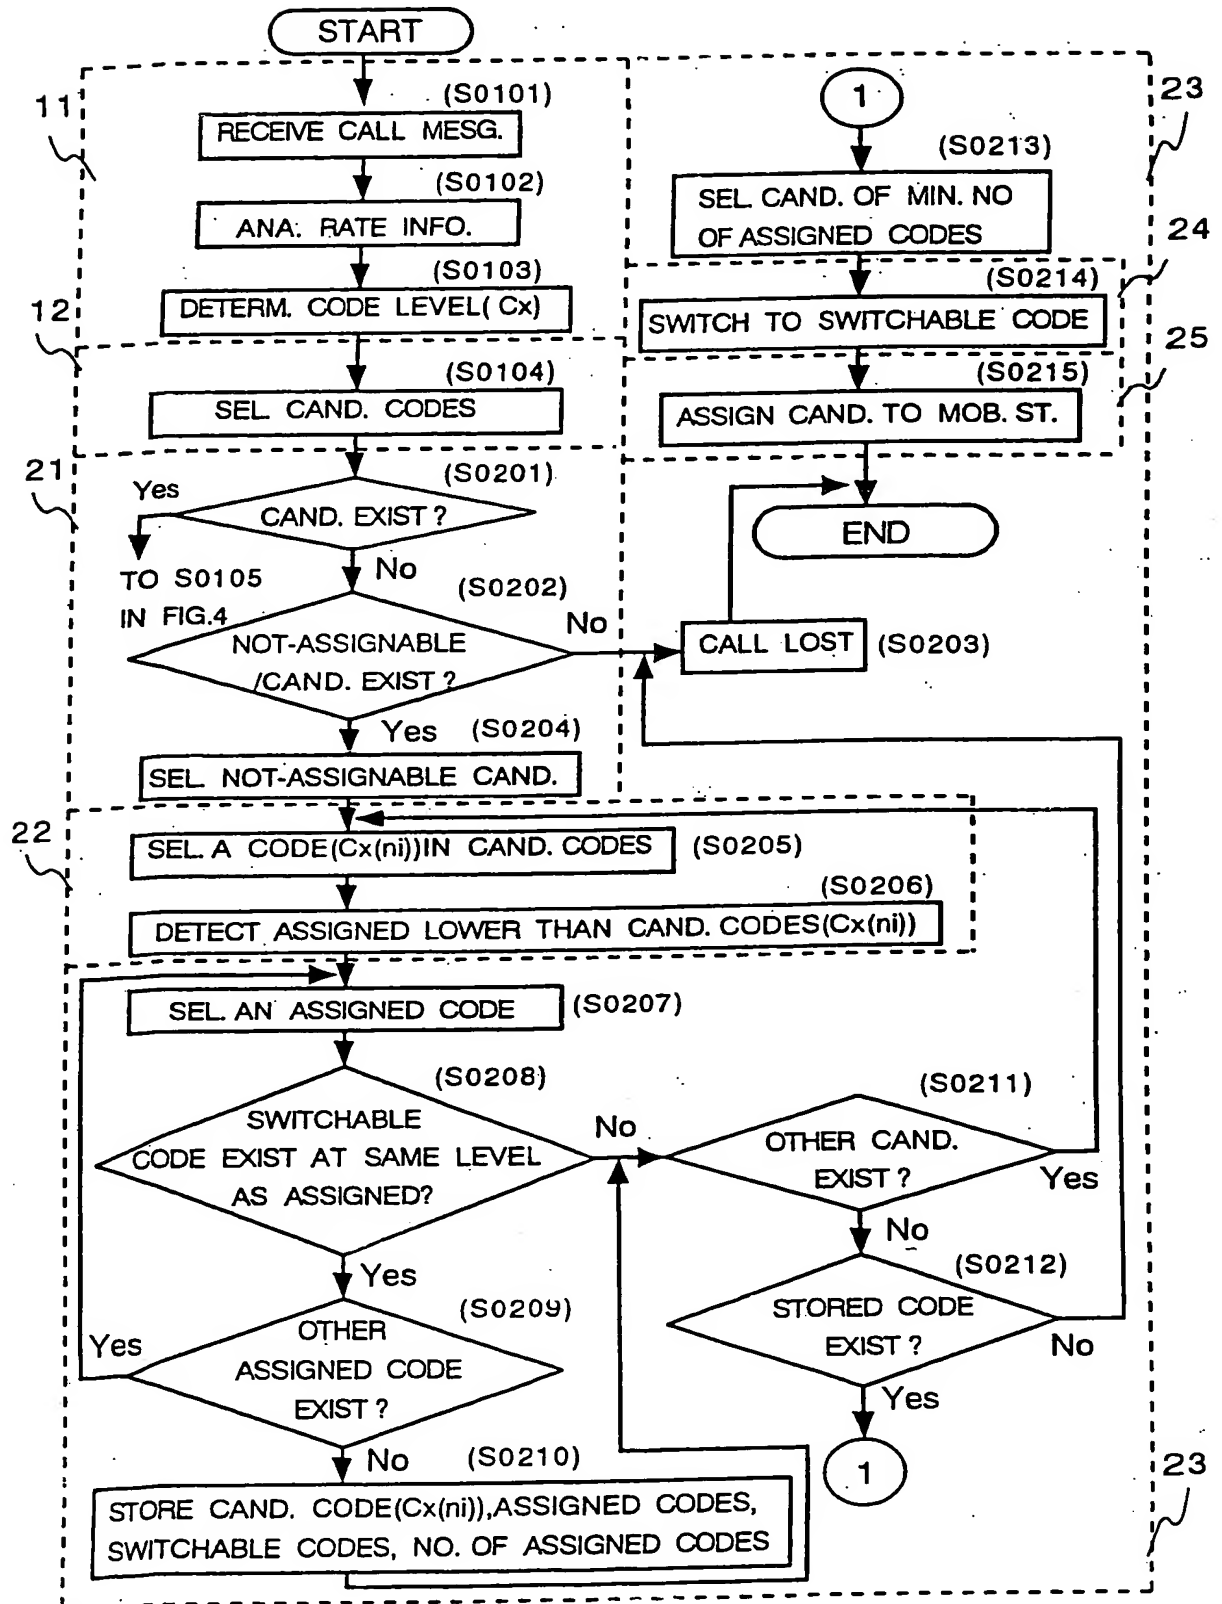 START
11
(S0101)
RECEIVE CALL MESG.
(S0102)
ANA. RATE INFO.
(S0103)
DETERM. CODE LEVEL(Cx)
12
(S0104)
SEL. CAND. CODES
21
(S0201)
Yes
CAND. EXIST?
No
TO S0105
IN FIG.4
(S0202)
NOT-ASSIGNABLE
/CAND. EXIST?
No
CALL LOST
(S0203)
Yes
(S0204)
SEL. NOT-ASSIGNABLE CAND.
22
SEL. A CODE(Cx(ni))IN CAND. CODES
(S0205)
(S0206)
DETECT ASSIGNED LOWER THAN CAND. CODES(Cx(ni))
SEL. AN ASSIGNED CODE
(S0207)
(S0208)
SWITCHABLE
CODE EXIST AT SAME LEVEL
AS ASSIGNED?
No
Yes
(S0209)
OTHER
ASSIGNED CODE
EXIST?
Yes
No
(S0210)
STORE CAND. CODE(Cx(ni)),ASSIGNED CODES,
SWITCHABLE CODES, NO. OF ASSIGNED CODES
(S0211)
OTHER CAND.
EXIST?
Yes
No
(S0212)
STORED CODE
EXIST?
No
Yes
1
23
1
23
(S0213)
SEL. CAND. OF MIN. NO
OF ASSIGNED CODES
24
(S0214)
SWITCH TO SWITCHABLE CODE
25
(S0215)
ASSIGN CAND. TO MOB. ST.
END